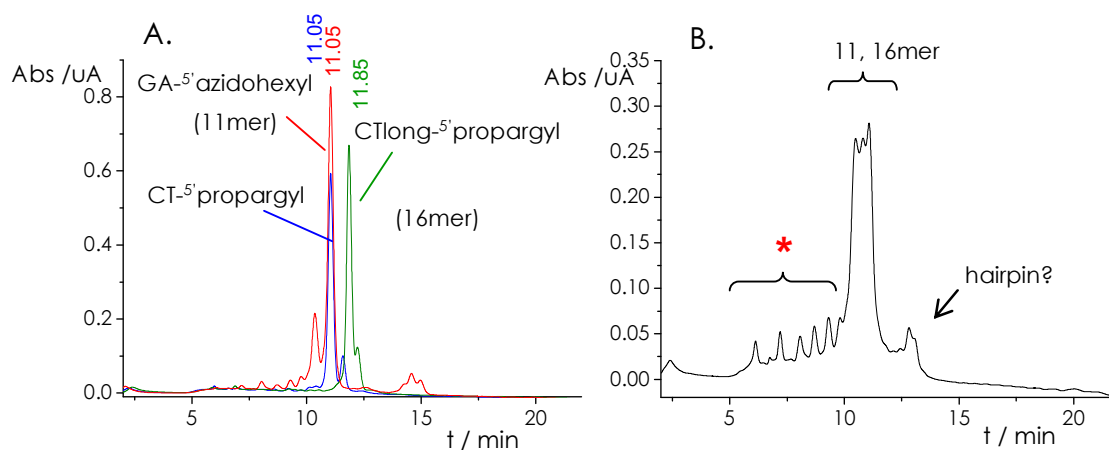 A.
11.05
11.05
11.85
Abs /uA
GA-5'azidohexyl
(11mer)
CTlong-5'propargyl
CT-5'propargyl
(16mer)
0.8
0.6
0.4
0.2
0.0
5
10
15
20
t / min
B.
11, 16mer
Abs /uA
*
hairpin?
0.35
0.30
0.25
0.20
0.15
0.10
0.05
0.00
5
10
15
20
t / min